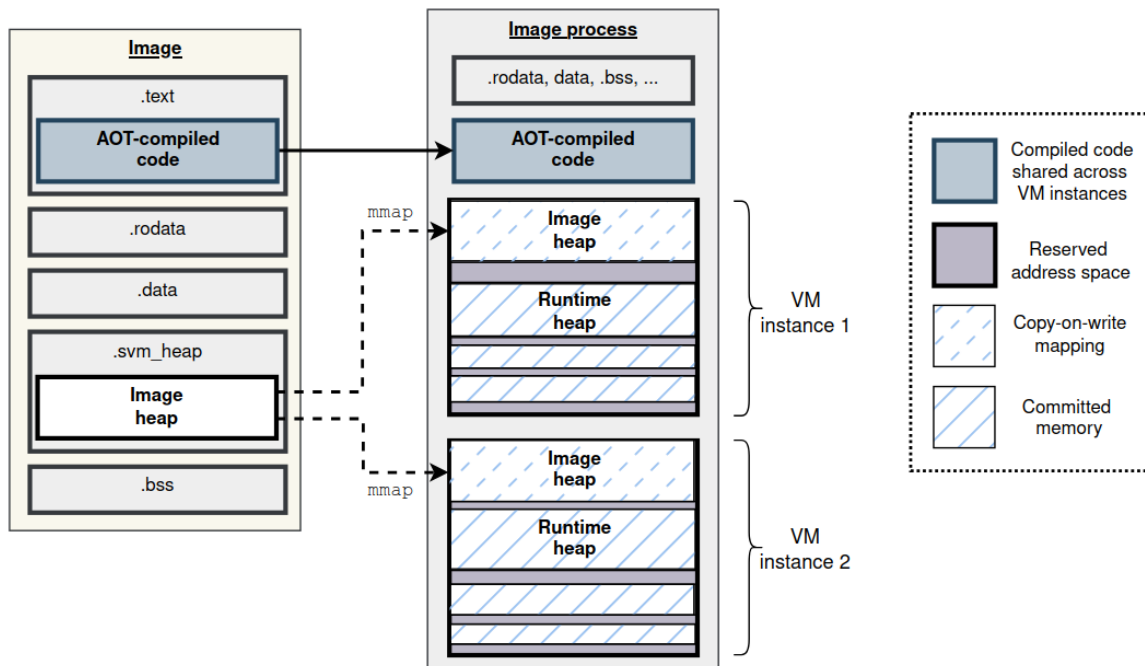 Image
.text
AOT-compiled
code
.rodata
.data
.svm_heap
Image
heap
.bss
mmap
mmap
Image process
.rodata, data, .bss, ...
AOT-compiled
code
Image
heap
Runtime
heap
VM
instance 1
Image
heap
Runtime
heap
VM
instance 2
Compiled code
shared across
VM instances
Reserved
address space
Copy-on-write
mapping
Committed
memory